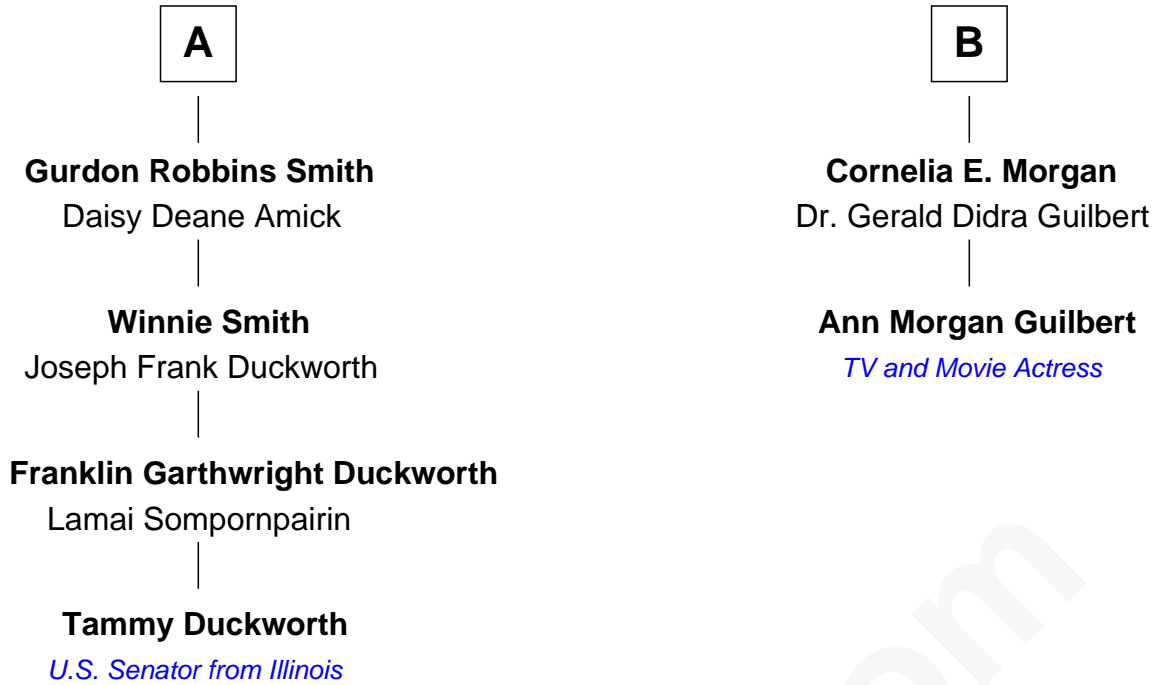 A
Gurdon Robbins Smith
Daisy Deane Amick
Winnie Smith
Joseph Frank Duckworth
Franklin Garthwright Duckworth
Lamai Sompornpairin
Tammy Duckworth
U.S. Senator from Illinois
B
Cornelia E. Morgan
Dr. Gerald Didra Guilbert
Ann Morgan Guilbert
TV and Movie Actress
om